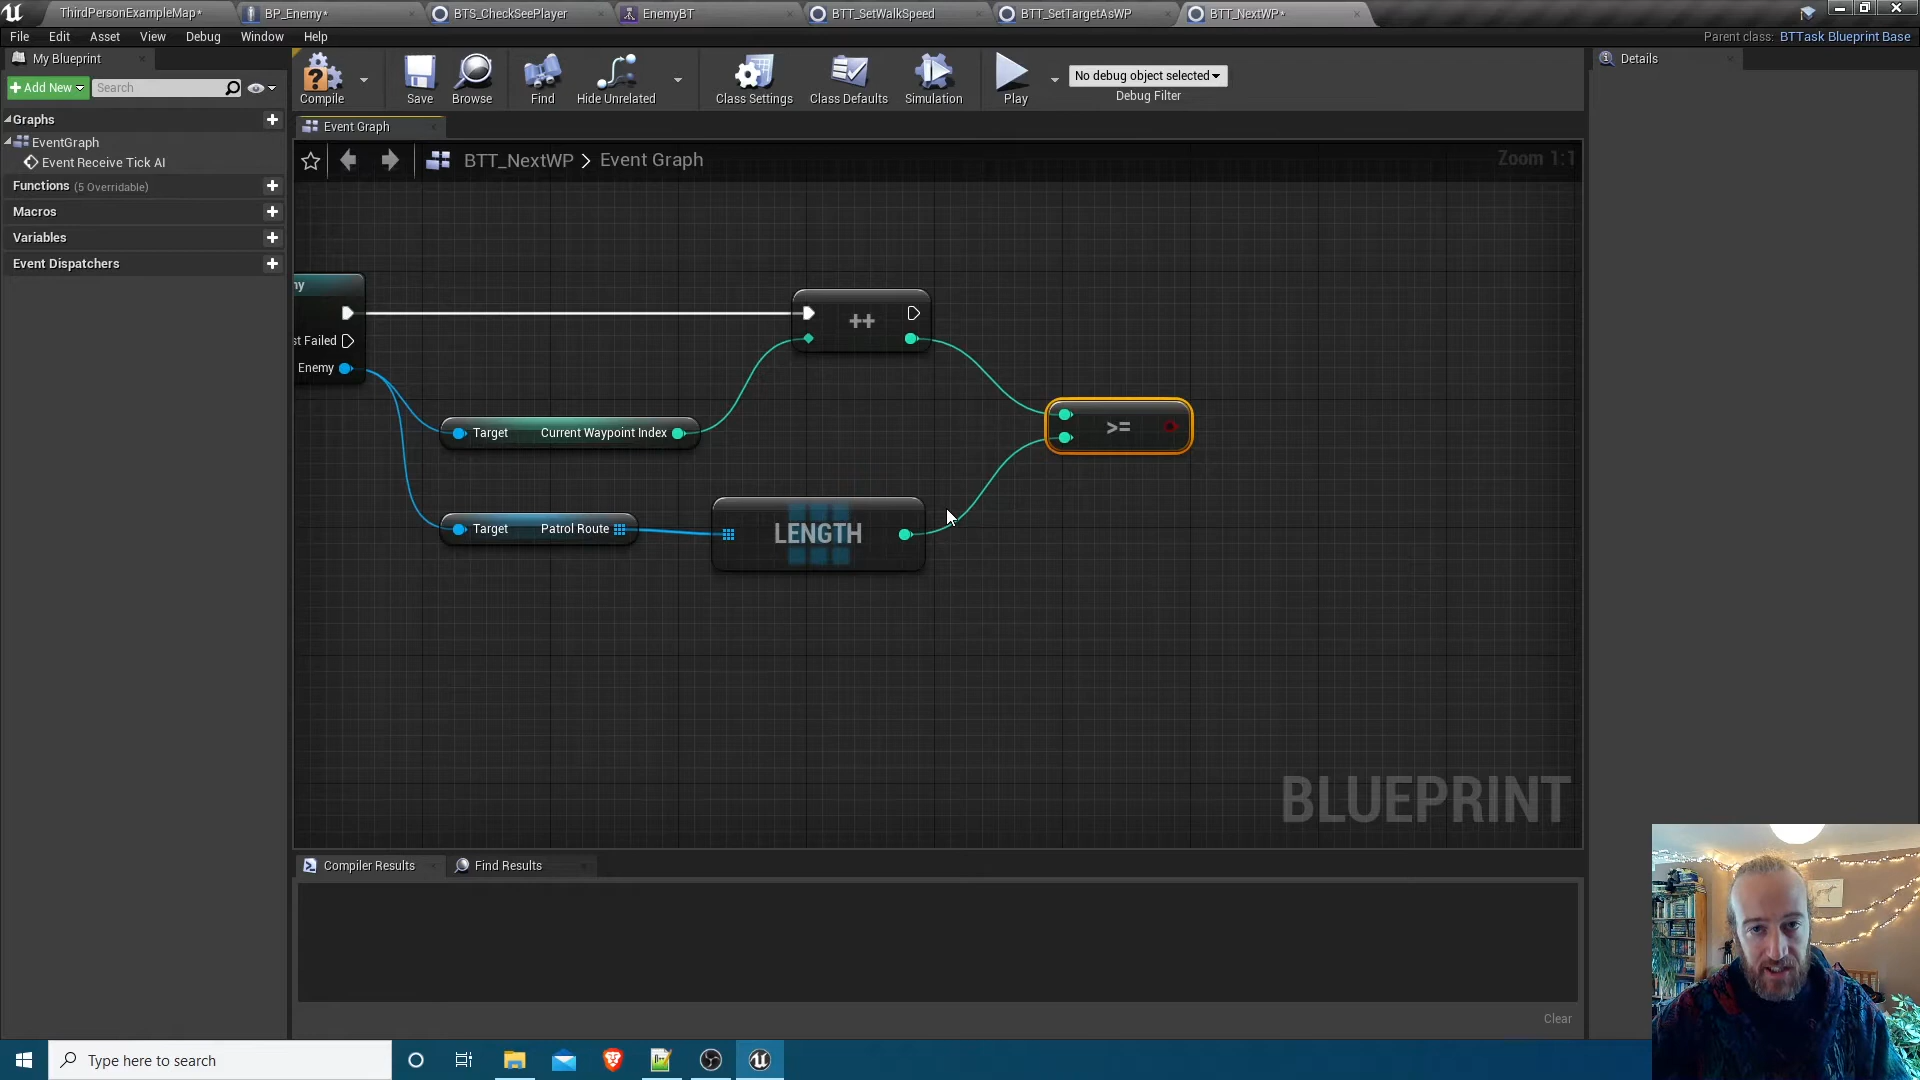 ThirdPersonExampleMap*
BP_Enemy*
BTS_CheckSeePlayer
EnemyBT
BTT_SetWalkSpeed
BTT_SetTargetAsWP
BTT_NextWP*
File
Edit
Asset
View
Debug
Window
Help
Parent class: BTTask Blueprint Base
My Blueprint
Details
+ Add New
Search
Compile
Save
Browse
Find
Hide Unrelated
Class Settings
Class Defaults
Simulation
Play
No debug object selected
Debug Filter
Graphs
EventGraph
Event Receive Tick AI
Functions (5 Overridable)
Macros
Variables
Event Dispatchers
Event Graph
BTT_NextWP > Event Graph
Zoom 1:1
ny
st Failed
Enemy
++
Target Current Waypoint Index
>=
Target Patrol Route
LENGTH
BLUEPRINT
Compiler Results
Find Results
Clear
Type here to search